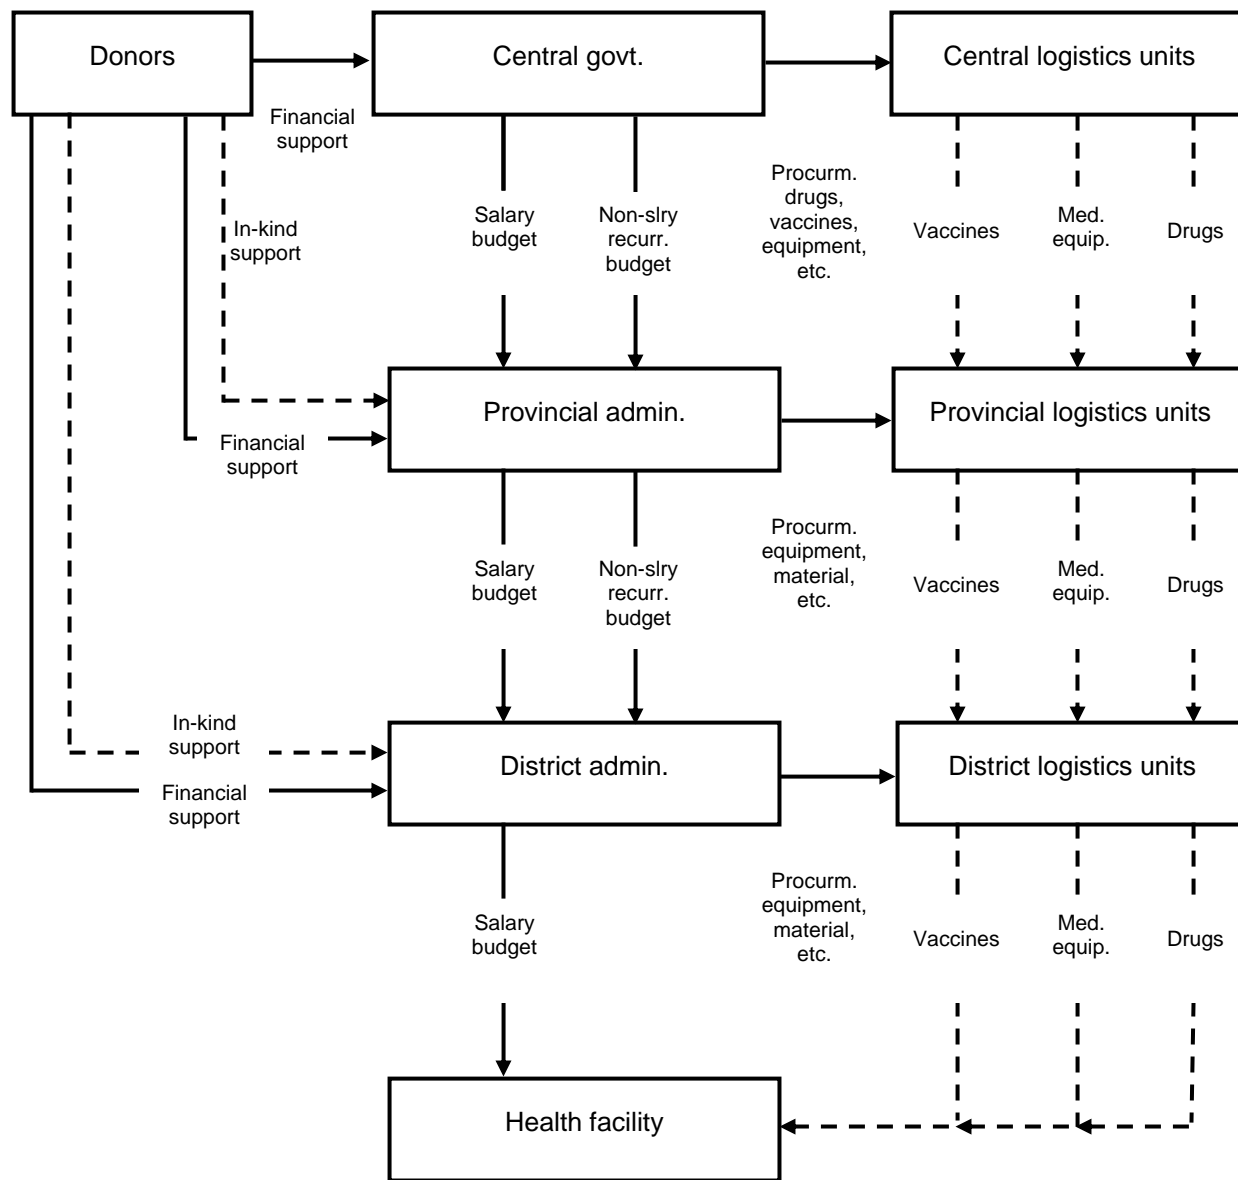 Donors
Central govt.
Central logistics units
Financial
support
Procurm.
drugs,
vaccines,
equipment,
etc.
In-kind
support
Salary
budget
Non-slry
recurr.
budget
Vaccines
Med.
equip.
Drugs
Provincial admin.
Provincial logistics units
Financial
support
Procurm.
equipment,
material,
etc.
Salary
budget
Non-slry
recurr.
budget
Vaccines
Med.
equip.
Drugs
In-kind
support
District admin.
District logistics units
Financial
support
Procurm.
equipment,
material,
etc.
Salary
budget
Vaccines
Med.
equip.
Drugs
Health facility